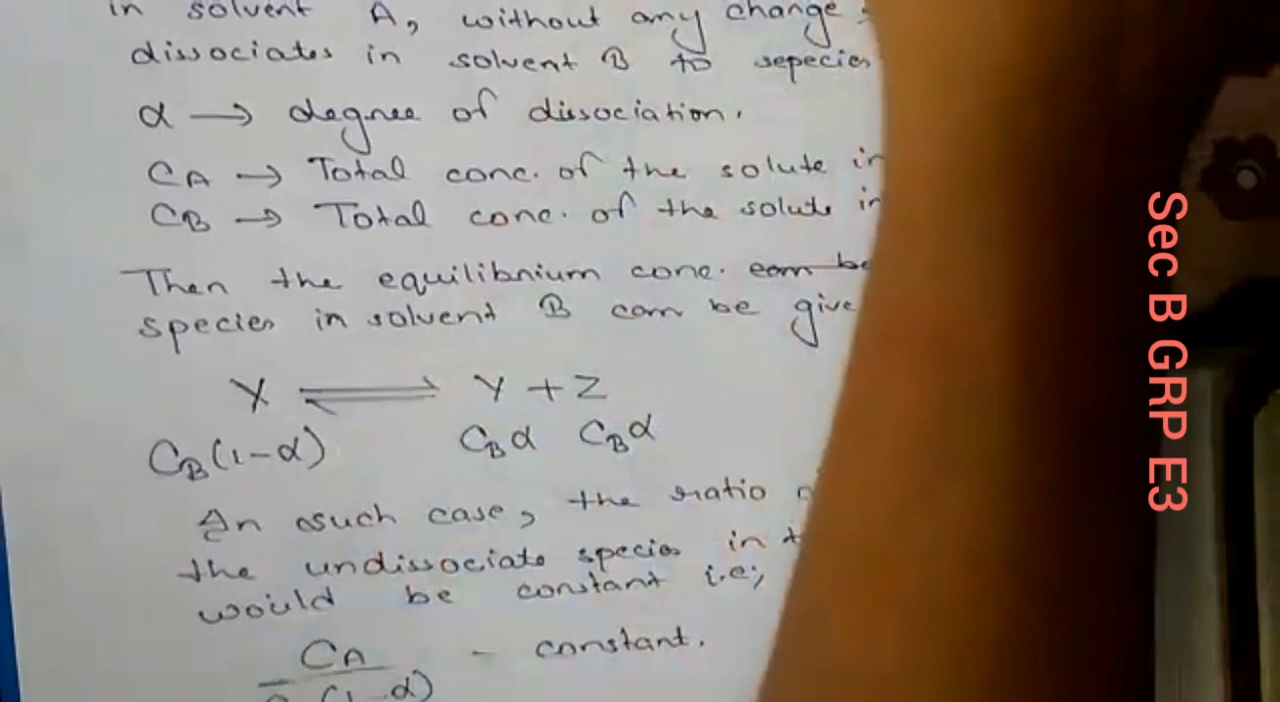 in solvent A, without any change
dissociates in solvent B to sepecies
α → degree of dissociation.
CA → Total conc. of the solute in
CB → Total conc. of the solute in
Then the equilibrium conc. can be
species in solvent B can be give
X ⇌ Y + Z
CB(1-α) CBα CBα
In such case, the ratio
the undissociate species in
would be constant i.e;
CA - constant.
(1-α)
Sec B GRP E3